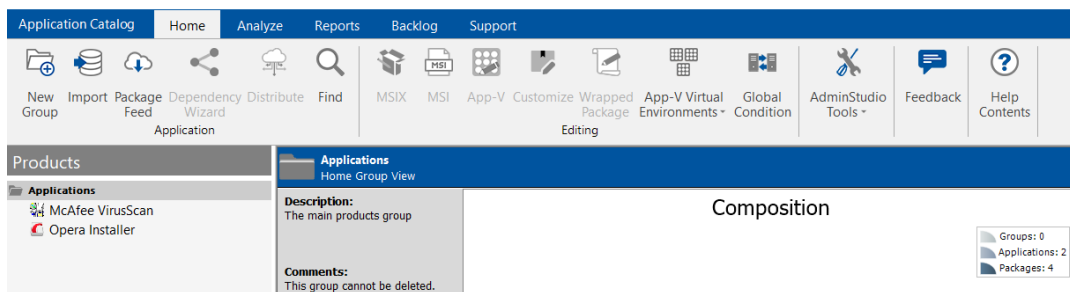 Application Catalog
Home
Analyze
Reports
Backlog
Support
New Group
Import
Package Feed
Dependency Wizard
Distribute
Find
Application
MSIX
MSI
MSI
App-V
Customize
Wrapped Package
App-V Virtual Environments
Global Condition
Editing
AdminStudio Tools
Feedback
Help Contents
Products
Applications
McAfee VirusScan
Opera Installer
Applications
Home Group View
Description:
The main products group
Comments:
This group cannot be deleted.
Composition
Groups: 0
Applications: 2
Packages: 4